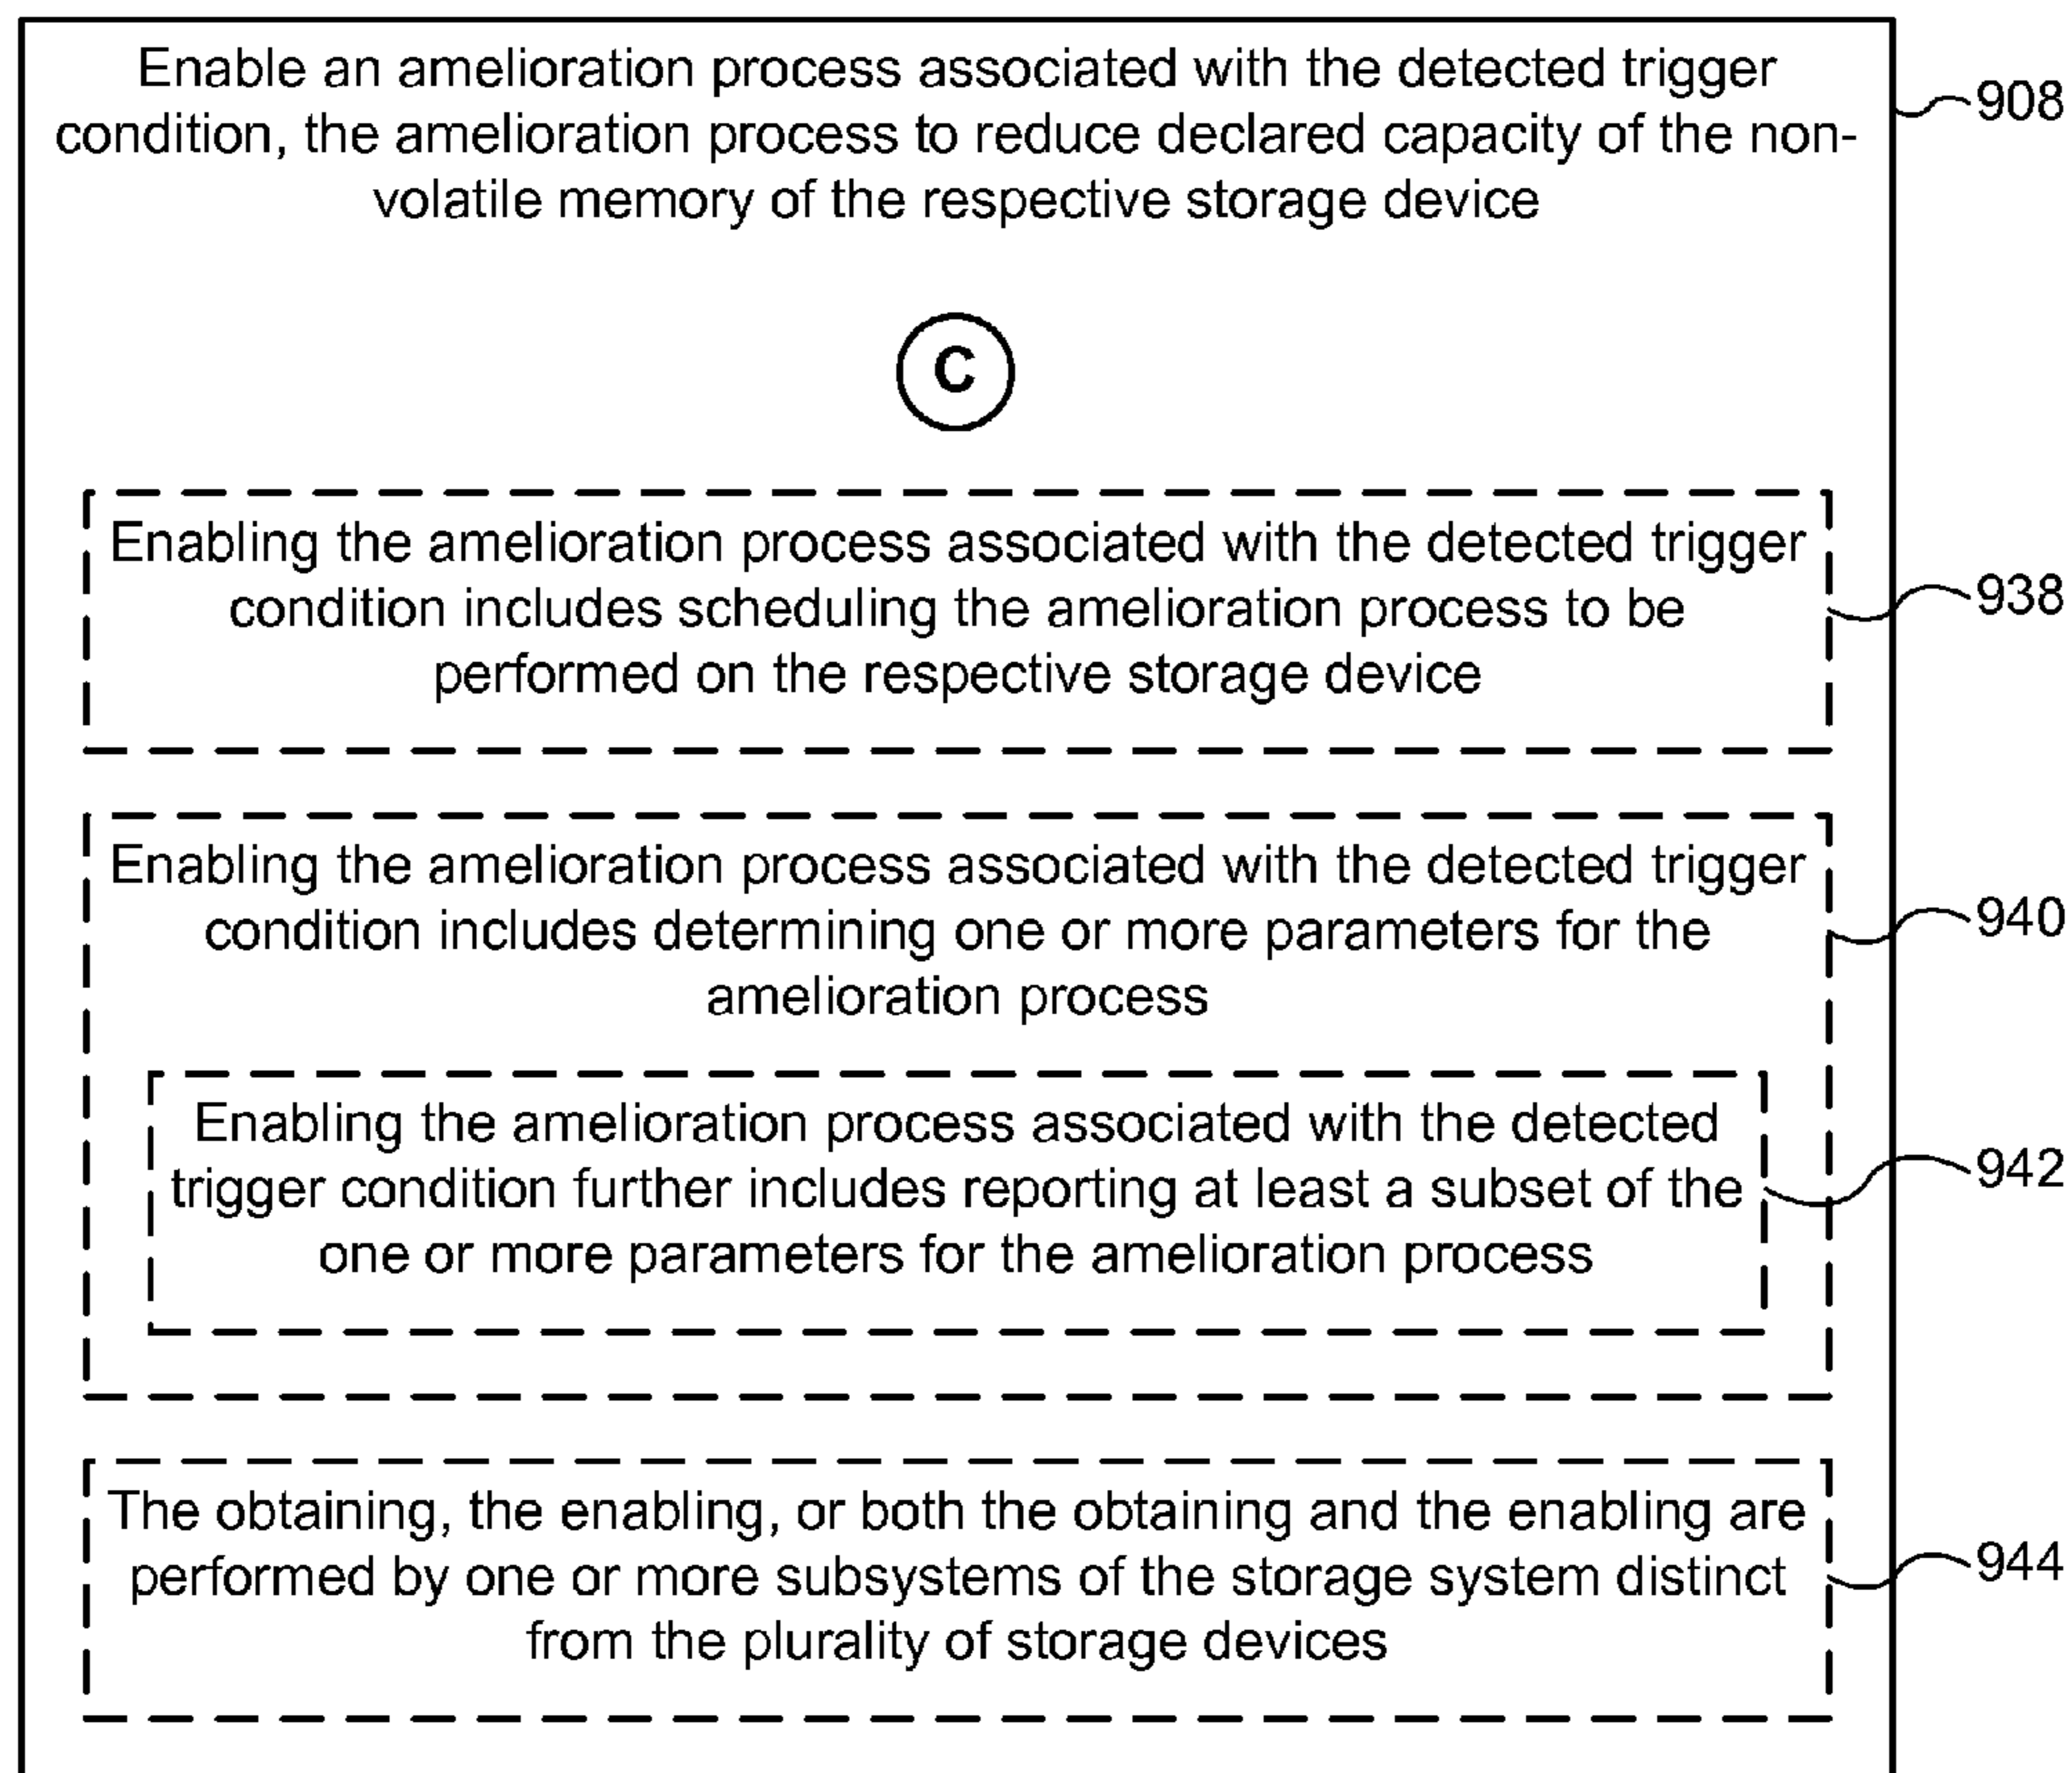 Enable an amelioration process associated with the detected trigger
condition, the amelioration process to reduce declared capacity of the non-
volatile memory of the respective storage device
908
C
Enabling the amelioration process associated with the detected trigger
condition includes scheduling the amelioration process to be
performed on the respective storage device
938
Enabling the amelioration process associated with the detected trigger
condition includes determining one or more parameters for the
amelioration process
940
Enabling the amelioration process associated with the detected
trigger condition further includes reporting at least a subset of the
one or more parameters for the amelioration process
942
The obtaining, the enabling, or both the obtaining and the enabling are
performed by one or more subsystems of the storage system distinct
from the plurality of storage devices
944